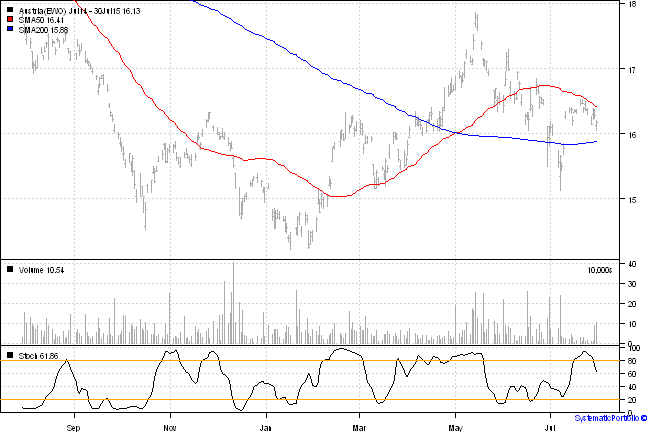 Austria(EWO) Jul14 - 30Jul15 16.13
SMA50 16.41
SMA200 15.88
18
17
16
15
Volume 10.54
10,000s
40
30
20
10
0
Stoch 61.86
100
80
60
40
20
0
Sep Nov Jan Mar May Jul
SystematicPortfolio ©